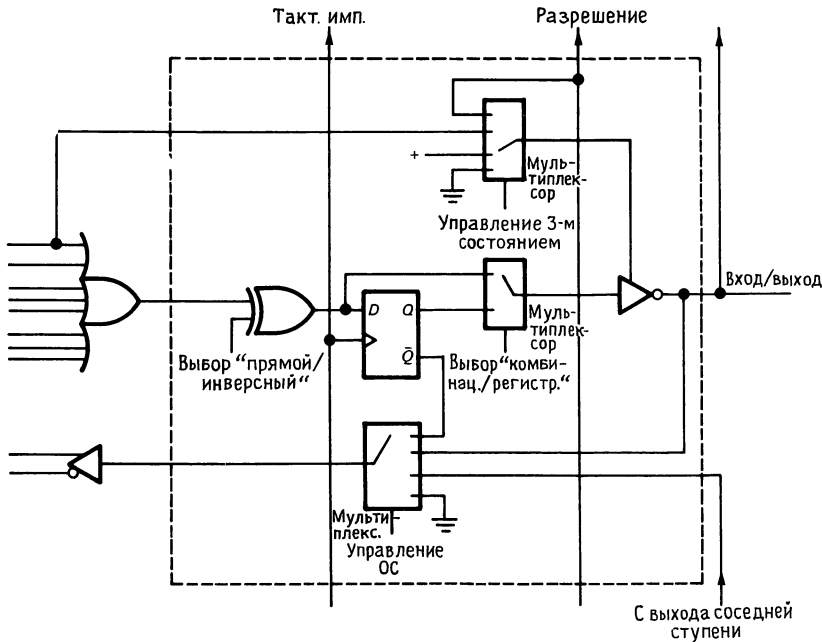 Такт. имп.
Разрешение
+
Муль-
типлек-
сор
Управление 3-м
состоянием
Вход/выход
D Q
Q̅
Муль-
типлек-
сор
Выбор "прямой/
инверсный"
Выбор "комби-
нац./регистр."
Мульти-
плекс.
Управление
ОС
С выхода соседней
ступени